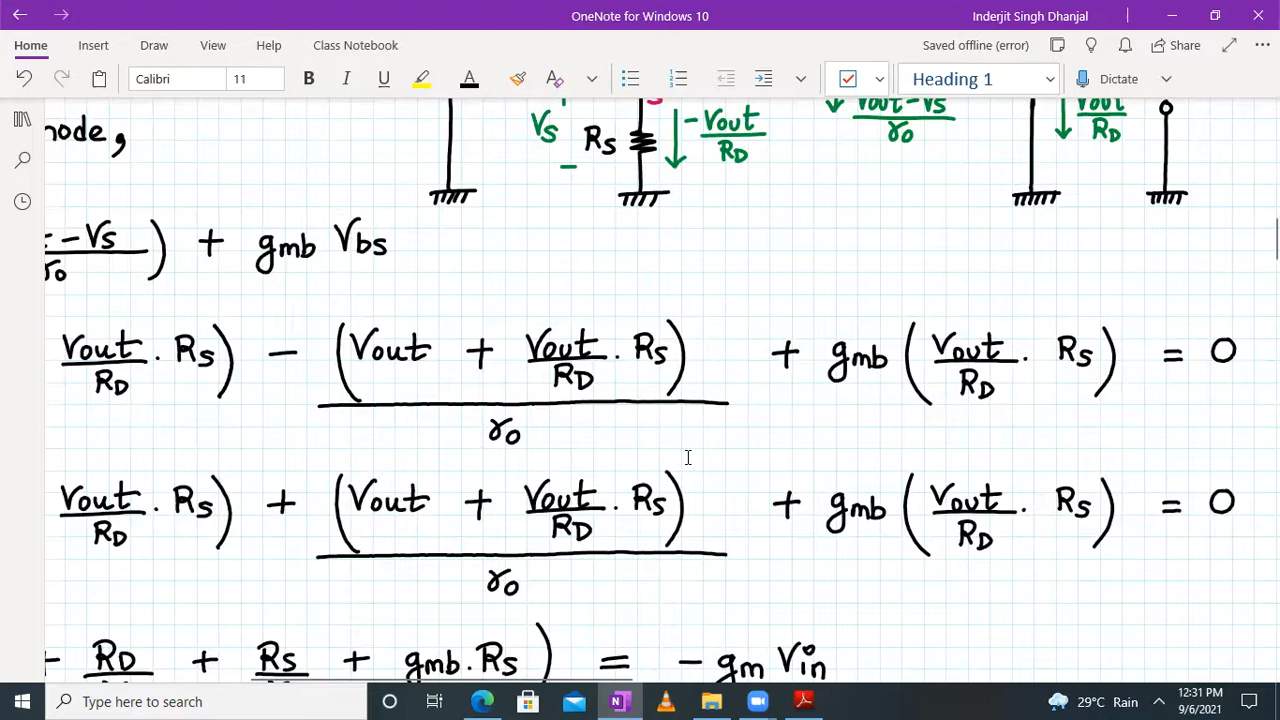 OneNote for Windows 10 Inderjit Singh Dhanjal
Home Insert Draw View Help Class Notebook Saved offline (error) Share
Calibri 11 B I U A Heading 1 Dictate
node,
Vs
−
Rs
−Vout/RD
Vout−Vs/ro
Vout/RD
−Vs/ro) + gmb Vbs
Vout/RD . Rs) − (Vout + Vout/RD . Rs)/ro + gmb (Vout/RD . Rs) = 0
Vout/RD . Rs) + (Vout + Vout/RD . Rs)/ro + gmb (Vout/RD . Rs) = 0
RD + Rs + gmb.Rs) = − gm Vin
Type here to search 29°C Rain 12:31 PM
9/6/2021